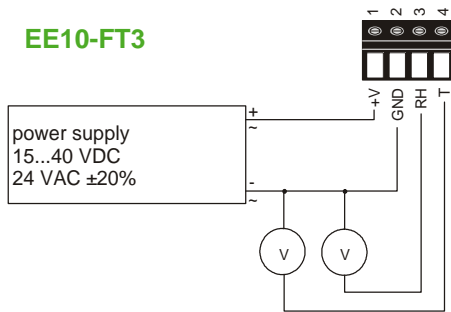 EE10-FT3
1 2 3 4
+V GND RH T
+
~
power supply
15...40 VDC
24 VAC ±20%
-
~
V V